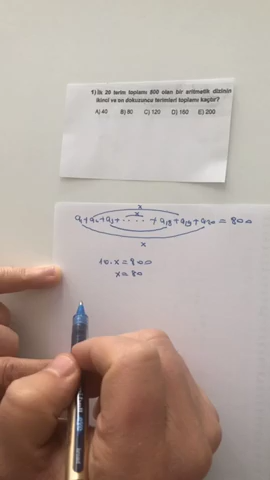 1) İlk 20 terim toplamı 800 olan bir aritmetik dizinin
ikinci ve on dokuzuncu terimleri toplamı kaçtır?
A) 40 B) 80 C) 120 D) 160 E) 200
x
x
a₁+a₂+a₃+.....+a₁₈+a₁₉+a₂₀=800
x
10.x=800
x=80